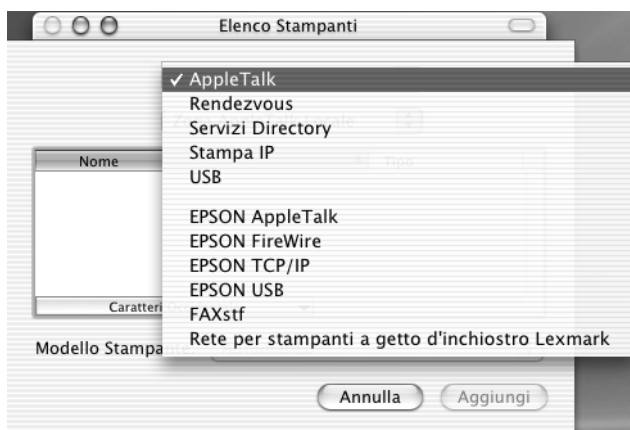 Elenco Stampanti
✓ AppleTalk
Rendezvous
Servizi Directory
Stampa IP
USB
EPSON AppleTalk
EPSON FireWire
EPSON TCP/IP
EPSON USB
FAXstf
Rete per stampanti a getto d'inchiostro Lexmark
Nome
Tipo
Caratteri
Modello Stampante:
Annulla
Aggiungi